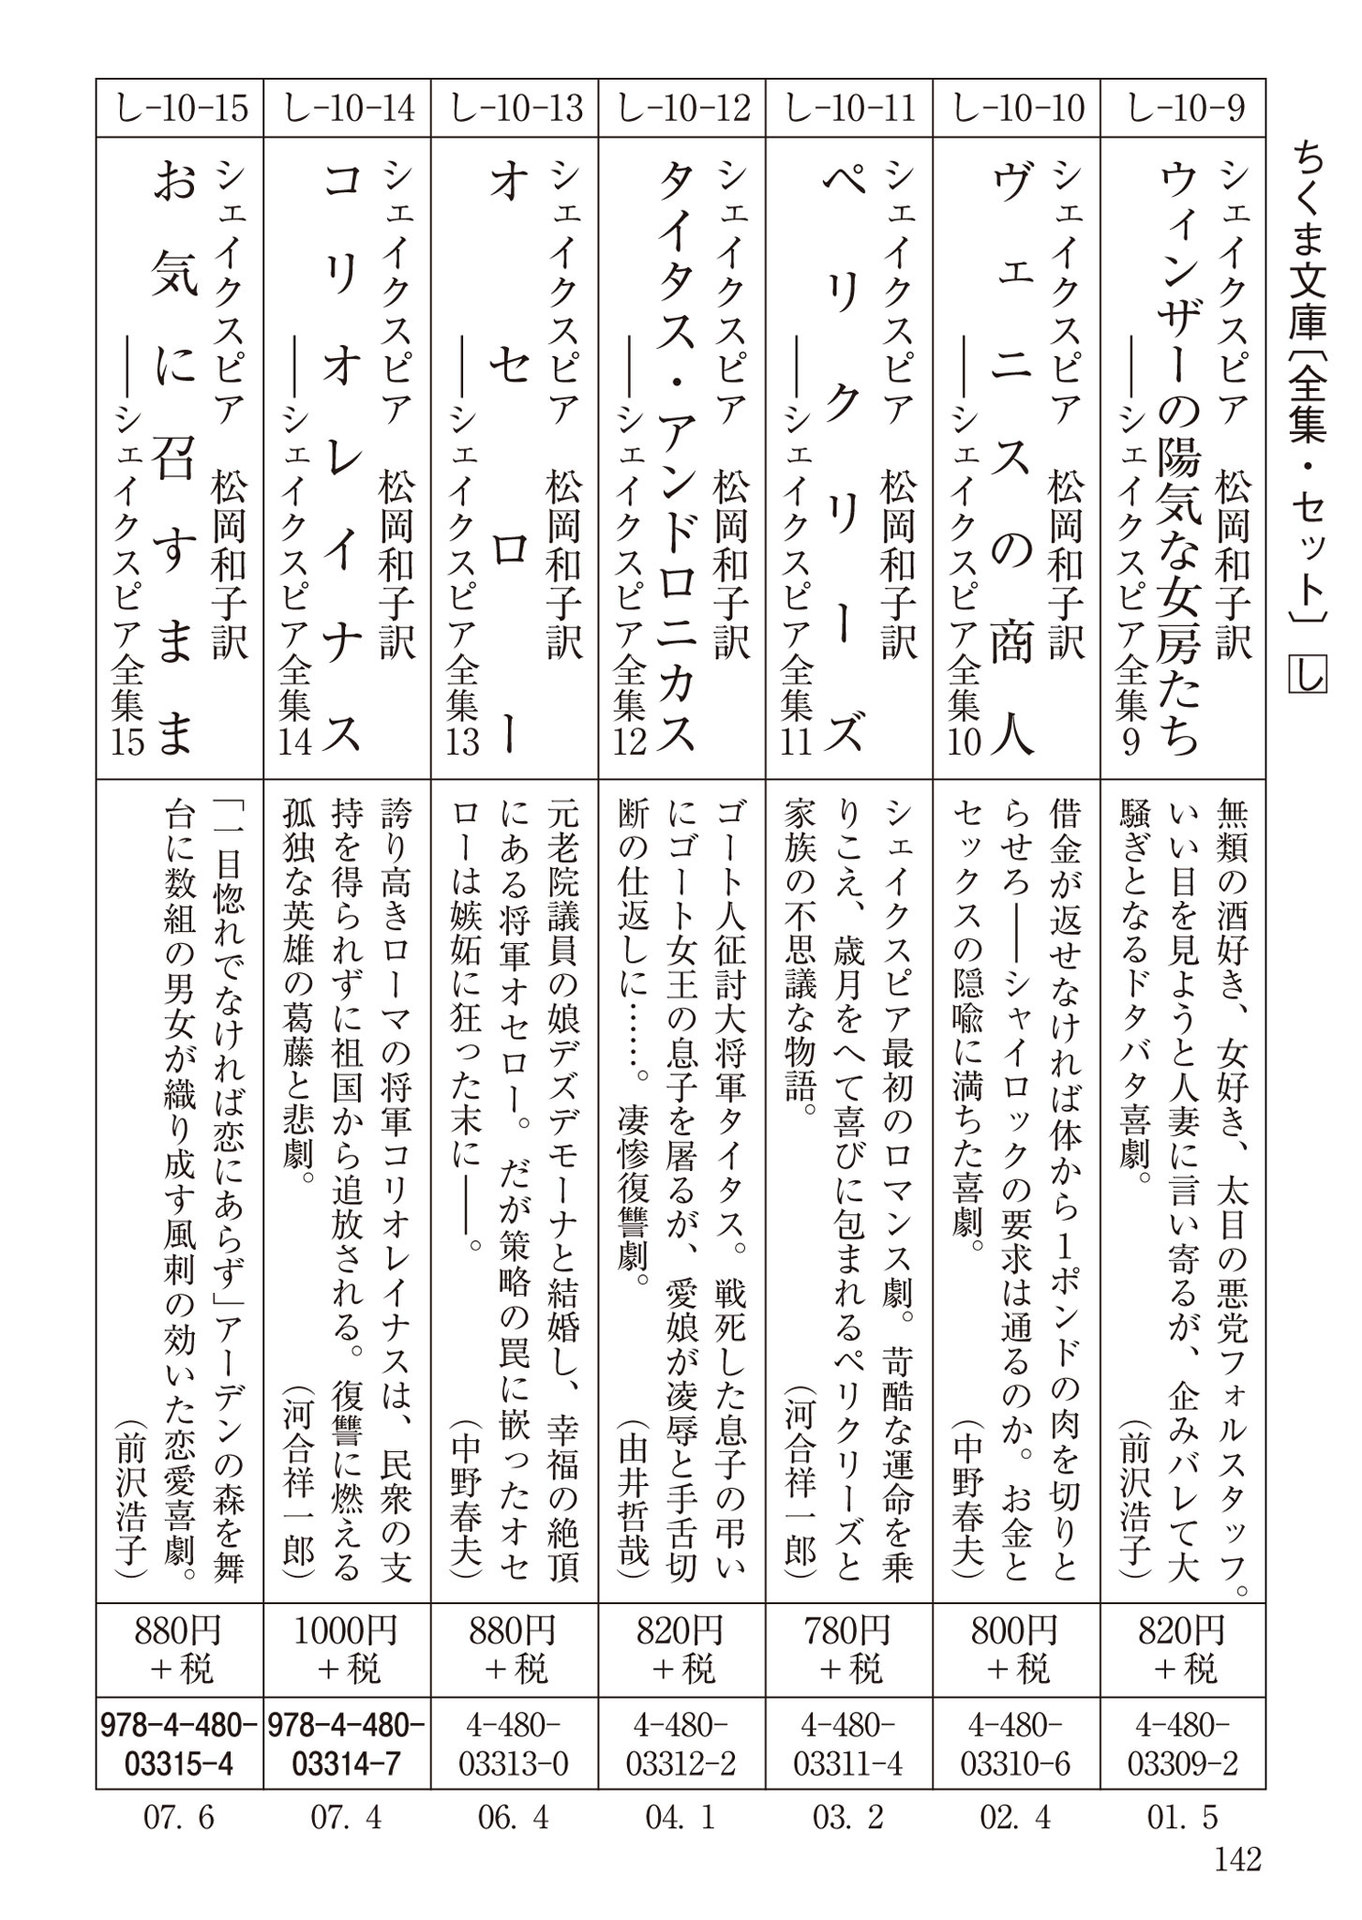 ちくま文庫〔全集・セット〕 し
し-10-9
シェイクスピア 松岡和子訳
ウィンザーの陽気な女房たち
――シェイクスピア全集9
無類の酒好き、女好き、太目の悪党フォルスタッフ。
いい目を見ようと人妻に言い寄るが、企みバレて大
騒ぎとなるドタバタ喜劇。
(前沢浩子)
820円
+税
4-480-
03309-2
01. 5
し-10-10
シェイクスピア 松岡和子訳
ヴェニスの商人
――シェイクスピア全集10
借金が返せなければ体から1ポンドの肉を切りと
らせろ――シャイロックの要求は通るのか。お金と
セックスの隠喩に満ちた喜劇。
(中野春夫)
800円
+税
4-480-
03310-6
02. 4
し-10-11
シェイクスピア 松岡和子訳
ペリクリーズ
――シェイクスピア全集11
シェイクスピア最初のロマンス劇。苛酷な運命を乗
りこえ、歳月をへて喜びに包まれるペリクリーズと
家族の不思議な物語。
(河合祥一郎)
780円
+税
4-480-
03311-4
03. 2
し-10-12
シェイクスピア 松岡和子訳
タイタス・アンドロニカス
――シェイクスピア全集12
ゴート人征討大将軍タイタス。戦死した息子の弔い
にゴート女王の息子を屠るが、愛娘が凌辱と手舌切
断の仕返しに……。凄惨復讐劇。
(由井哲哉)
820円
+税
4-480-
03312-2
04. 1
し-10-13
シェイクスピア 松岡和子訳
オセロー
――シェイクスピア全集13
元老院議員の娘デズデモーナと結婚し、幸福の絶頂
にある将軍オセロー。だが策略の罠に嵌ったオセ
ローは嫉妬に狂った末に――。
(中野春夫)
880円
+税
4-480-
03313-0
06. 4
し-10-14
シェイクスピア 松岡和子訳
コリオレイナス
――シェイクスピア全集14
誇り高きローマの将軍コリオレイナスは、民衆の支
持を得られずに祖国から追放される。復讐に燃える
孤独な英雄の葛藤と悲劇。
(河合祥一郎)
1000円
+税
978-4-480-
03314-7
07. 4
し-10-15
シェイクスピア 松岡和子訳
お気に召すまま
――シェイクスピア全集15
「一目惚れでなければ恋にあらず」アーデンの森を舞
台に数組の男女が織り成す風刺の効いた恋愛喜劇。
(前沢浩子)
880円
+税
978-4-480-
03315-4
07. 6
142